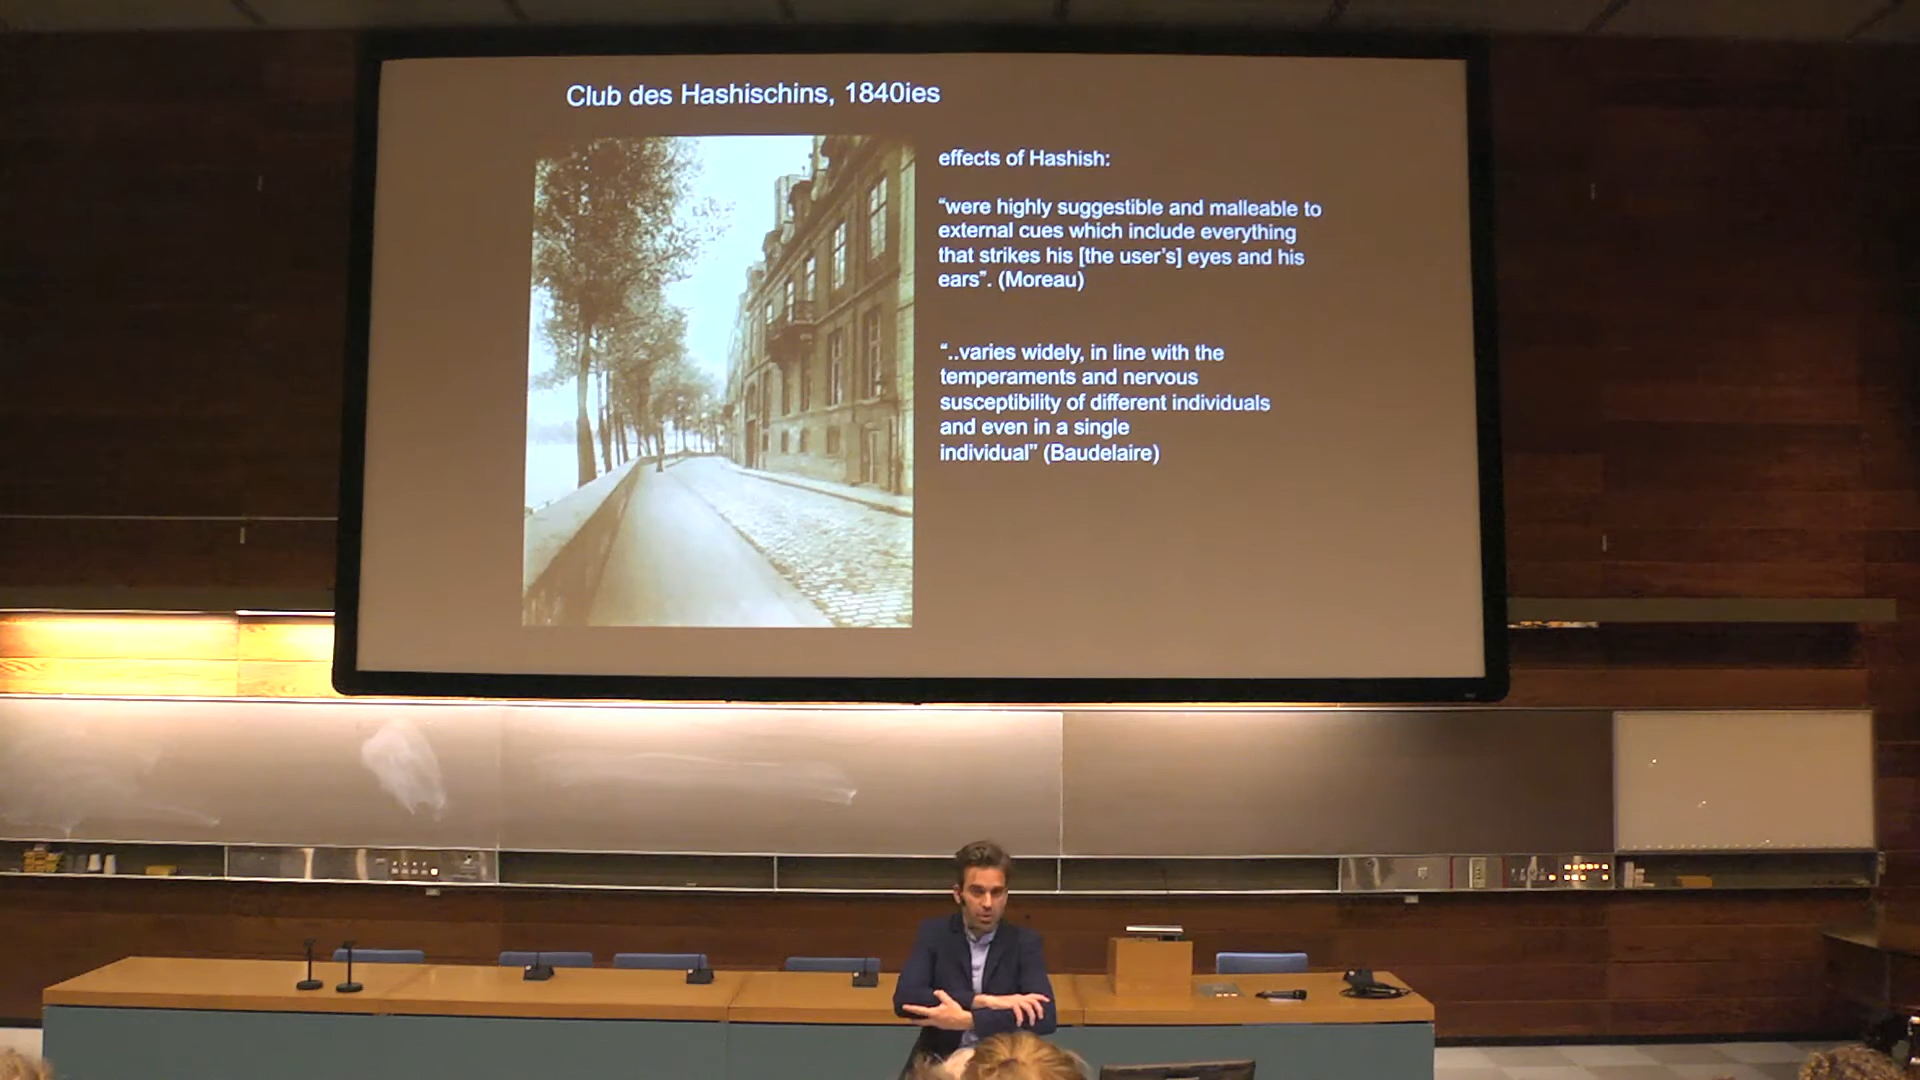 Club des Hashischins, 1840ies
effects of Hashish:
“were highly suggestible and malleable to
external cues which include everything
that strikes his [the user's] eyes and his
ears”. (Moreau)
“..varies widely, in line with the
temperaments and nervous
susceptibility of different individuals
and even in a single
individual” (Baudelaire)